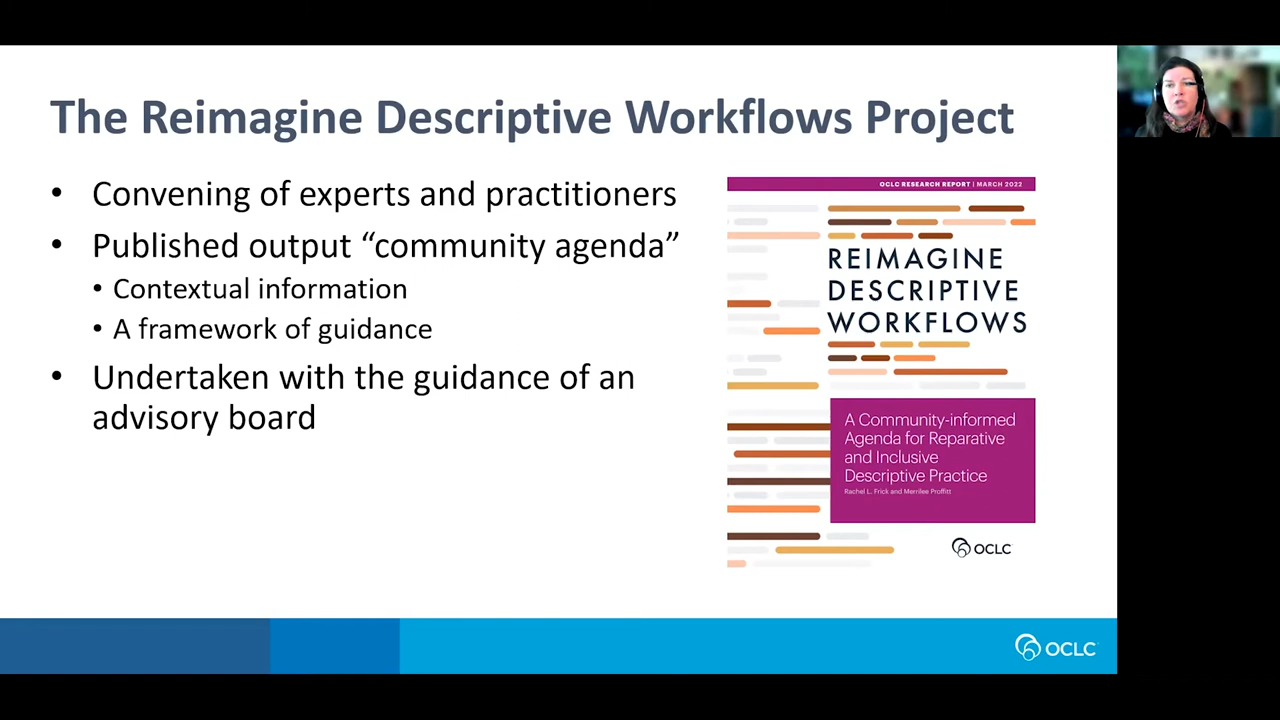 The Reimagine Descriptive Workflows Project
• Convening of experts and practitioners
• Published output “community agenda”
• Contextual information
• A framework of guidance
• Undertaken with the guidance of an
advisory board
OCLC RESEARCH REPORT | MARCH 2022
REIMAGINE
DESCRIPTIVE
WORKFLOWS
A Community-informed
Agenda for Reparative
and Inclusive
Descriptive Practice
Rachel L. Frick and Merrilee Proffitt
OCLC
OCLC